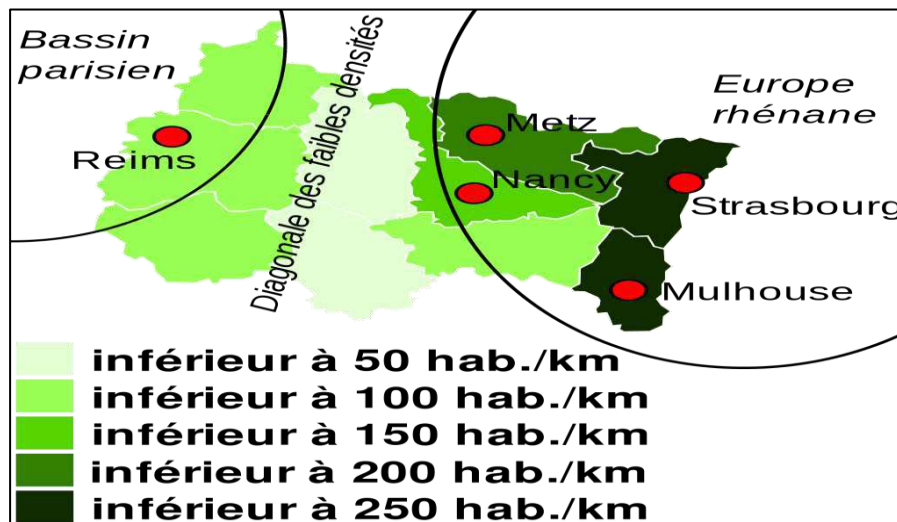 Bassin
parisien
Diagonale des faibles densités
Europe
rhénane
Metz
Reims
Nancy
Strasbourg
Mulhouse
inférieur à 50 hab./km
inférieur à 100 hab./km
inférieur à 150 hab./km
inférieur à 200 hab./km
inférieur à 250 hab./km